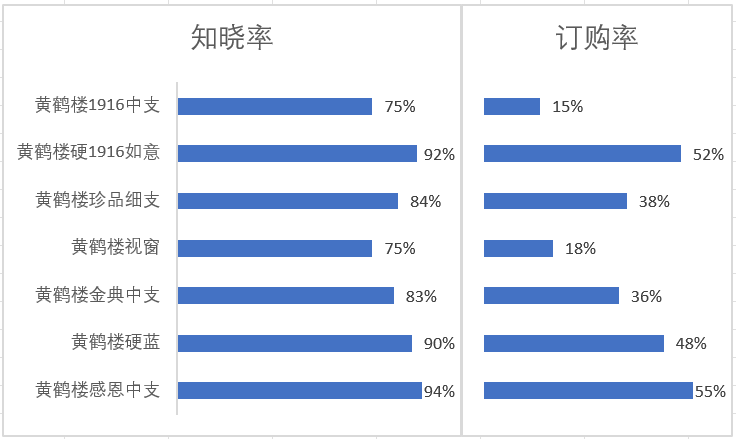 知晓率 订购率
黄鹤楼1916中支 75% 15%
黄鹤楼硬1916如意 92% 52%
黄鹤楼珍品细支 84% 38%
黄鹤楼视窗 75% 18%
黄鹤楼金典中支 83% 36%
黄鹤楼硬蓝 90% 48%
黄鹤楼感恩中支 94% 55%